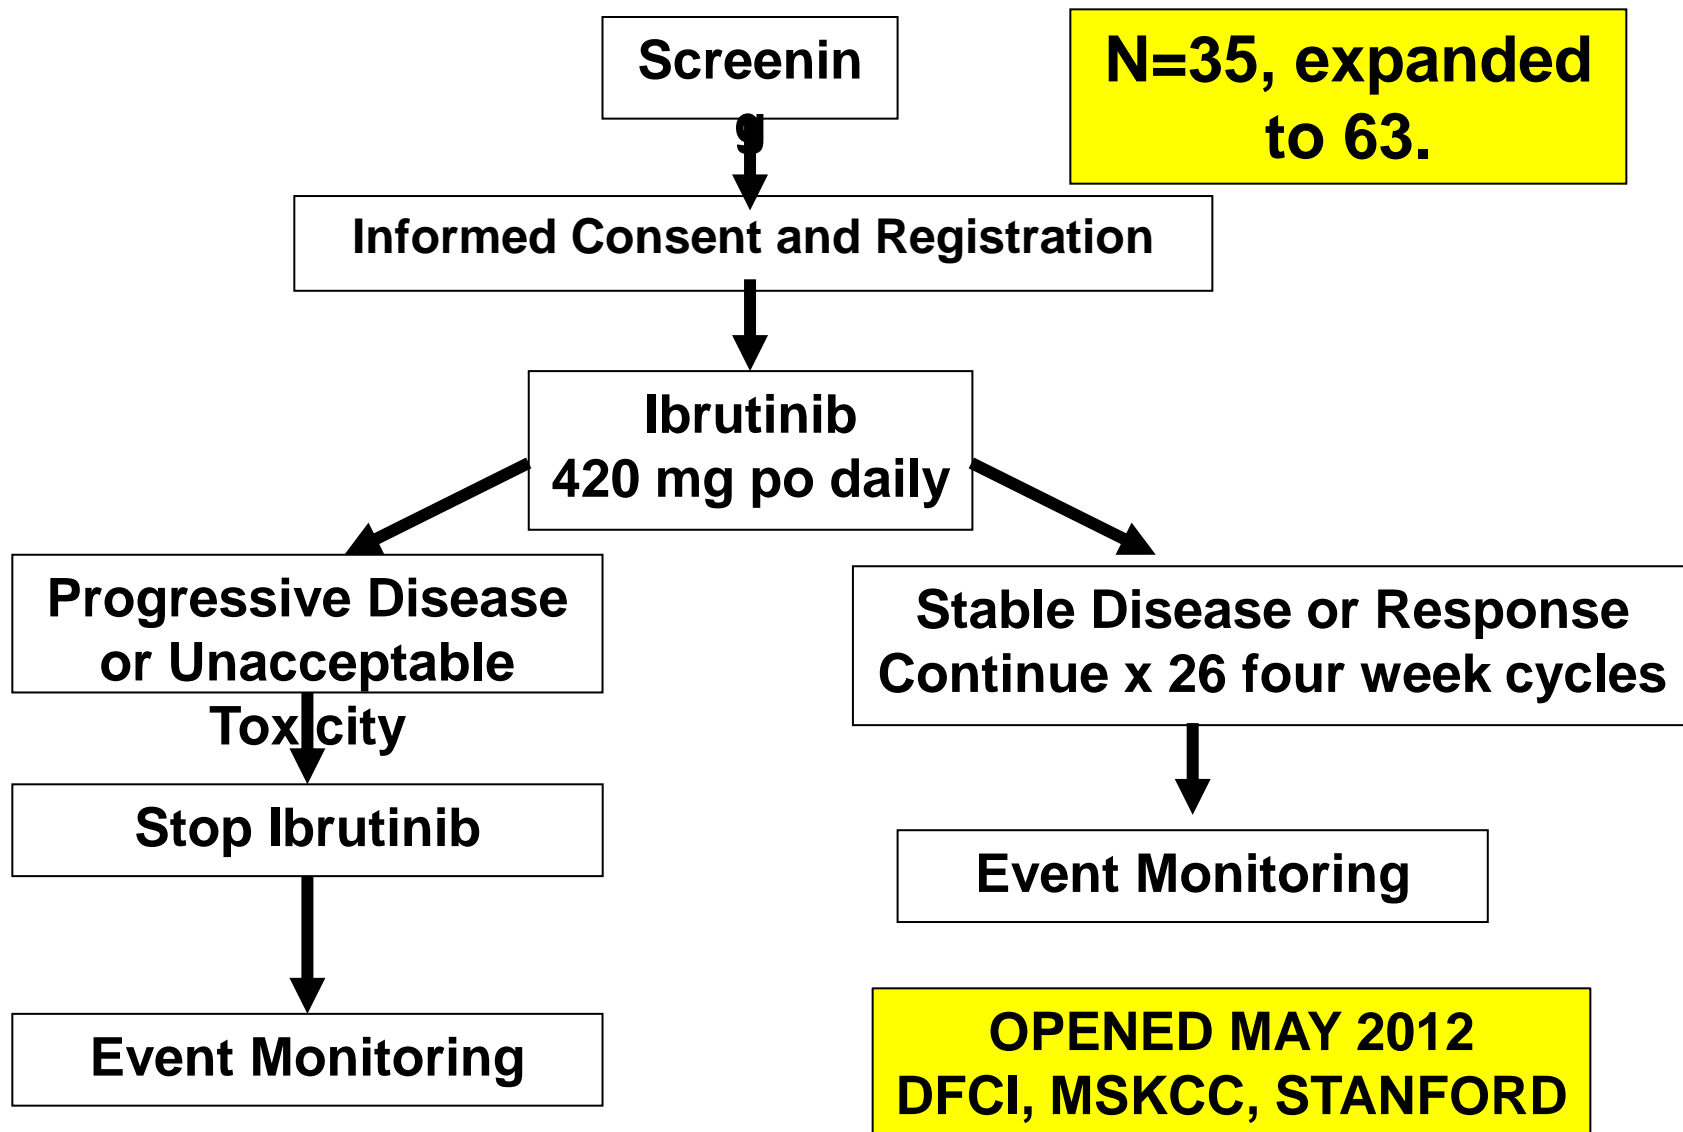 Screenin
g
N=35, expanded
to 63.
Informed Consent and Registration
Ibrutinib
420 mg po daily
Progressive Disease
or Unacceptable
Toxicity
Stable Disease or Response
Continue x 26 four week cycles
Stop Ibrutinib
Event Monitoring
Event Monitoring
OPENED MAY 2012
DFCI, MSKCC, STANFORD